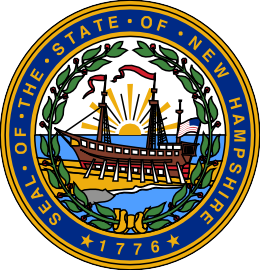 SEAL · OF · THE · STATE · OF · NEW HAMPSHIRE
★ 1776 ★